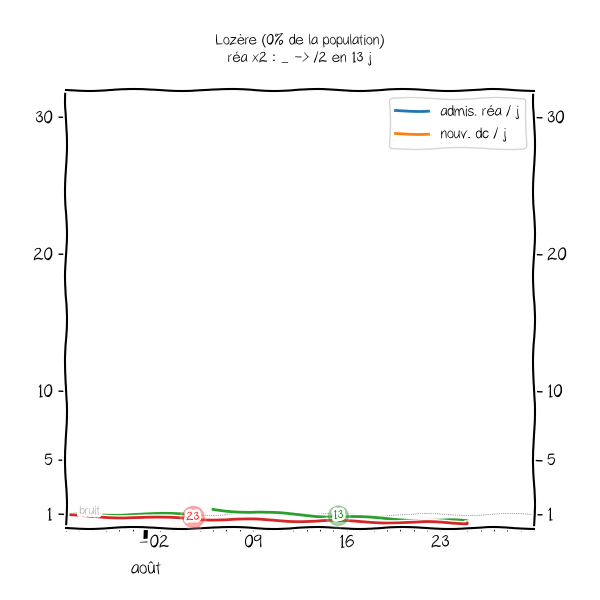 Lozère (0% de la population)
réa x2 : _ -> /2 en 13 j
admis. réa / j
nouv. dc / j
30
30
20
20
10
10
5
5
1
bruit
23
13
1
02
09
16
23
août